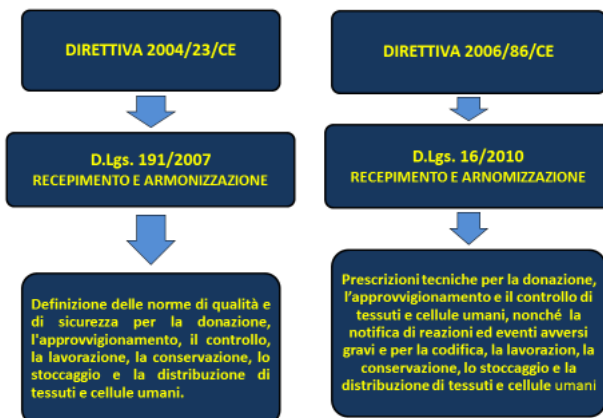 DIRETTIVA 2004/23/CE
D.Lgs. 191/2007
RECEPIMENTO E ARMONIZZAZIONE
Definizione delle norme di qualità e
di sicurezza per la donazione,
l'approvvigionamento, il controllo,
la lavorazione, la conservazione, lo
stoccaggio e la distribuzione di
tessuti e cellule umani.
DIRETTIVA 2006/86/CE
D.Lgs. 16/2010
RECEPIMENTO E ARNOMIZZAZIONE
Prescrizioni tecniche per la donazione,
l'approvvigionamento e il controllo di
tessuti e cellule umani, nonché la
notifica di reazioni ed eventi avversi
gravi e per la codifica, la lavorazion, la
conservazione, lo stoccaggio e la
distribuzione di tessuti e cellule umani